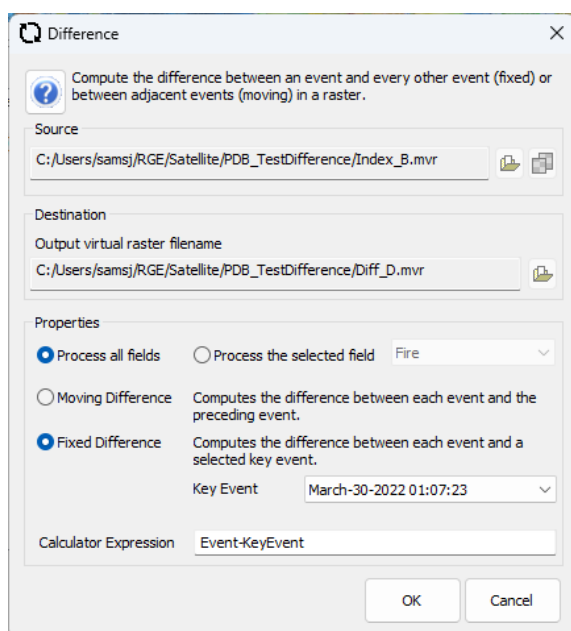 Difference
Compute the difference between an event and every other event (fixed) or
between adjacent events (moving) in a raster.
Source
C:/Users/samsj/RGE/Satellite/PDB_TestDifference/Index_B.mvr
Destination
Output virtual raster filename
C:/Users/samsj/RGE/Satellite/PDB_TestDifference/Diff_D.mvr
Properties
Process all fields Process the selected field Fire
Moving Difference Computes the difference between each event and the
preceding event.
Fixed Difference Computes the difference between each event and a
selected key event.
Key Event March-30-2022 01:07:23
Calculator Expression Event-KeyEvent
OK Cancel